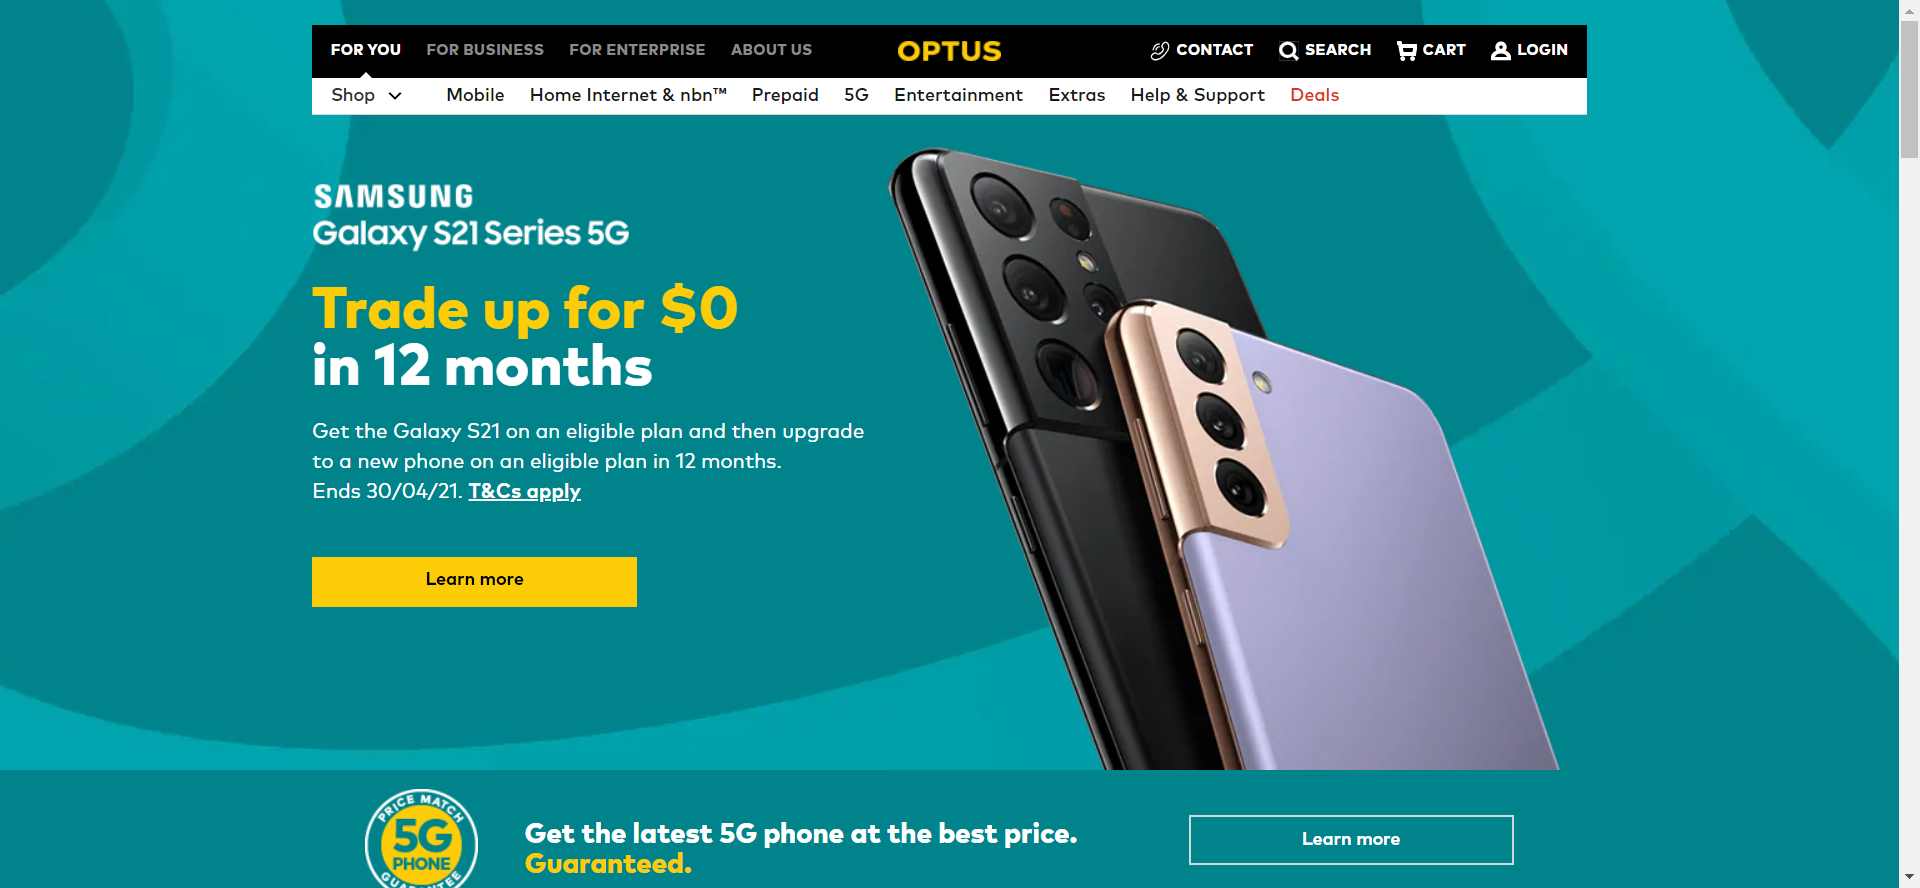 FOR YOU FOR BUSINESS FOR ENTERPRISE ABOUT US OPTUS CONTACT SEARCH CART LOGIN
Shop Mobile Home Internet & nbn™ Prepaid 5G Entertainment Extras Help & Support Deals
SAMSUNG
Galaxy S21 Series 5G
Trade up for $0
in 12 months
Get the Galaxy S21 on an eligible plan and then upgrade
to a new phone on an eligible plan in 12 months.
Ends 30/04/21. T&Cs apply
Learn more
PRICE MATCH
5G
PHONE
GUARANTEE
Get the latest 5G phone at the best price.
Guaranteed.
Learn more